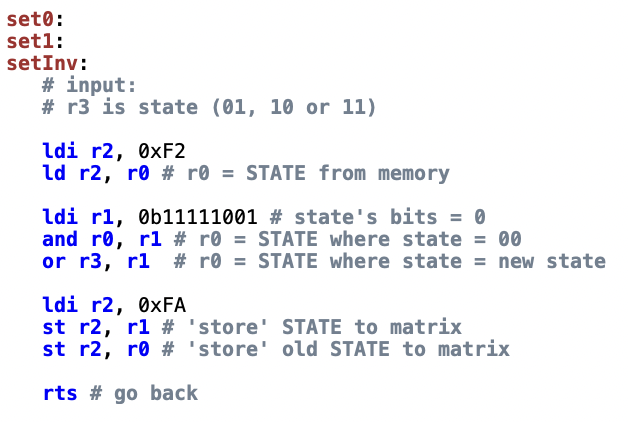 set0:
set1:
setInv:
# input:
# r3 is state (01, 10 or 11)
ldi r2, 0xF2
ld r2, r0 # r0 = STATE from memory
ldi r1, 0b11111001 # state's bits = 0
and r0, r1 # r0 = STATE where state = 00
or r3, r1 # r0 = STATE where state = new state
ldi r2, 0xFA
st r2, r1 # 'store' STATE to matrix
st r2, r0 # 'store' old STATE to matrix
rts # go back